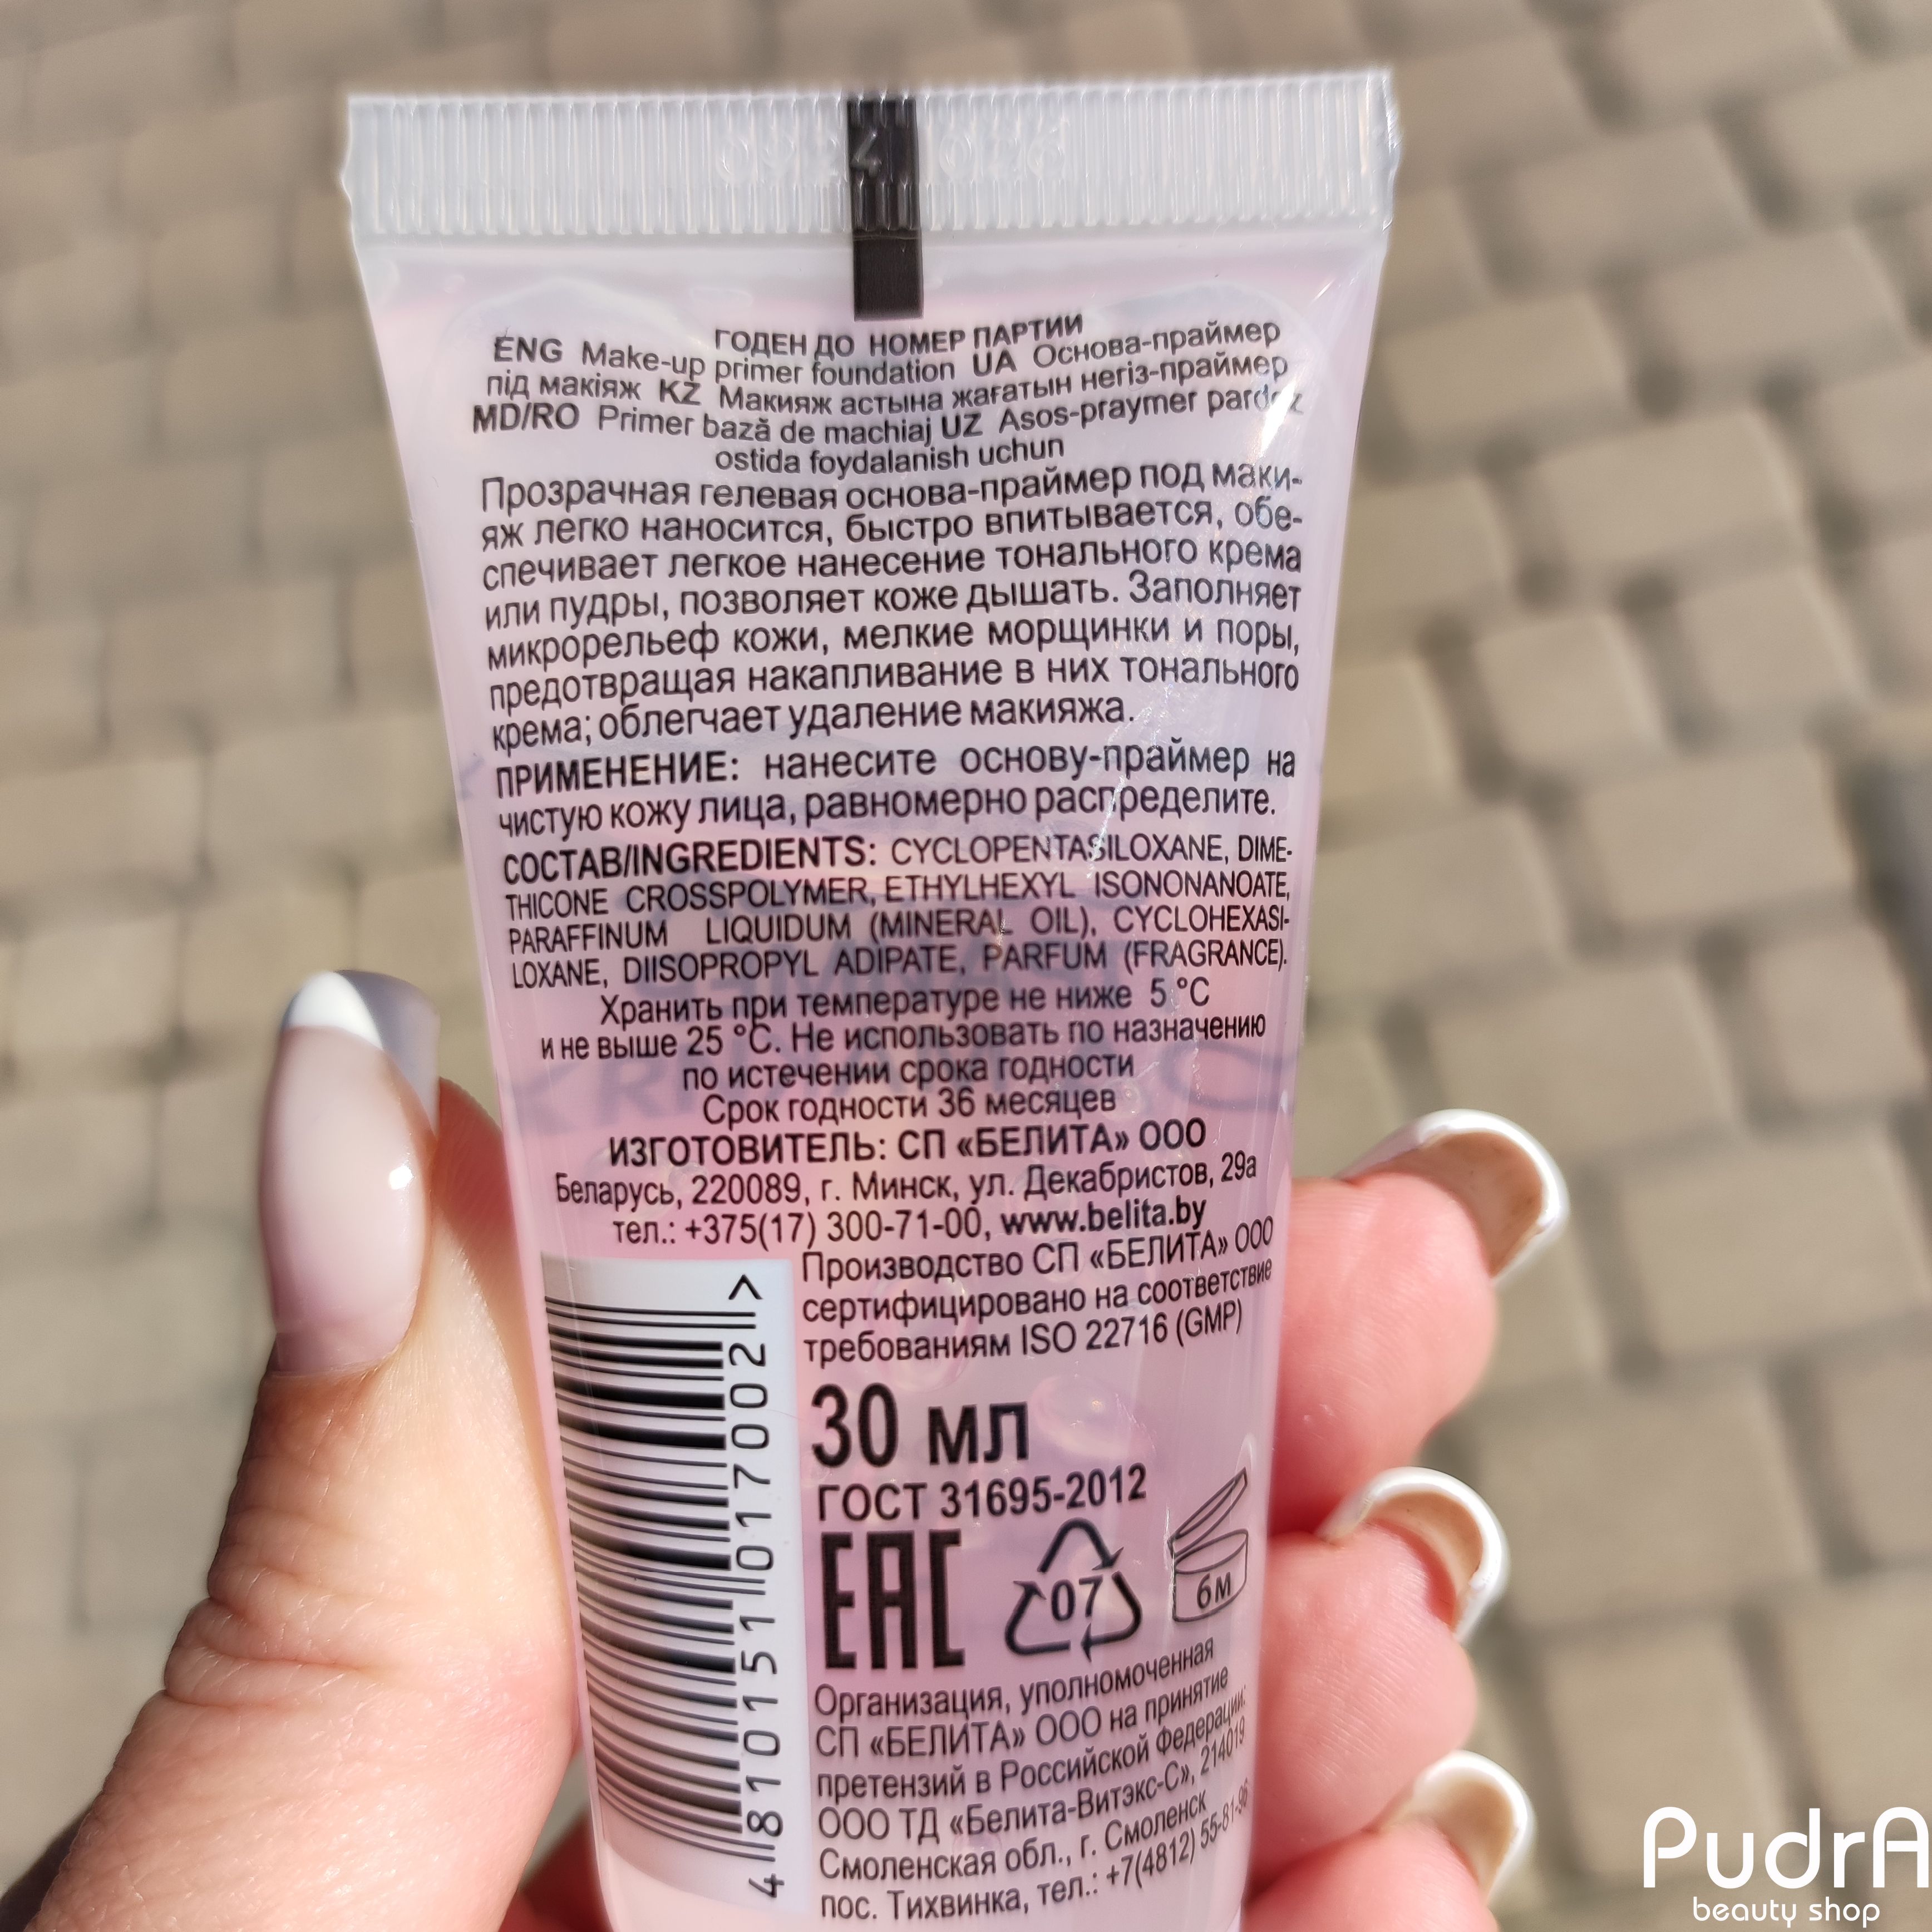 0924 046
ГОДЕН ДО НОМЕР ПАРТИИ
ENG Make-up primer foundation UA Основа-праймер
під макіяж KZ Макияж астына жағатын негіз-праймер
MD/RO Primer bază de machiaj UZ Asos-praymer pardoz
ostida foydalanish uchun
Прозрачная гелевая основа-праймер под маки-
яж легко наносится, быстро впитывается, обе-
спечивает легкое нанесение тонального крема
или пудры, позволяет коже дышать. Заполняет
микрорельеф кожи, мелкие морщинки и поры,
предотвращая накапливание в них тонального
крема; облегчает удаление макияжа.
ПРИМЕНЕНИЕ: нанесите основу-праймер на
чистую кожу лица, равномерно распределите.
СОСТАВ/INGREDIENTS: CYCLOPENTASILOXANE, DIME-
THICONE CROSSPOLYMER, ETHYLHEXYL ISONONANOATE,
PARAFFINUM LIQUIDUM (MINERAL OIL), CYCLOHEXASI-
LOXANE, DIISOPROPYL ADIPATE, PARFUM (FRAGRANCE).
Хранить при температуре не ниже 5 °C
и не выше 25 °C. Не использовать по назначению
по истечении срока годности
Срок годности 36 месяцев
ИЗГОТОВИТЕЛЬ: СП «БЕЛИТА» ООО
Беларусь, 220089, г. Минск, ул. Декабристов, 29а
тел.: +375(17) 300-71-00, www.belita.by
Производство СП «БЕЛИТА» ООО
сертифицировано на соответствие
требованиям ISO 22716 (GMP)
4 810151 017002 >
30 мл
ГОСТ 31695-2012
EAC
07
6М
Организация, уполномоченная
СП «БЕЛИТА» ООО на принятие
претензий в Российской Федерации:
ООО ТД «Белита-Витэкс-С», 214019
Смоленская обл., г. Смоленск
пос. Тихвинка, тел.: +7(4812) 55-81-96
PudrA
beauty shop